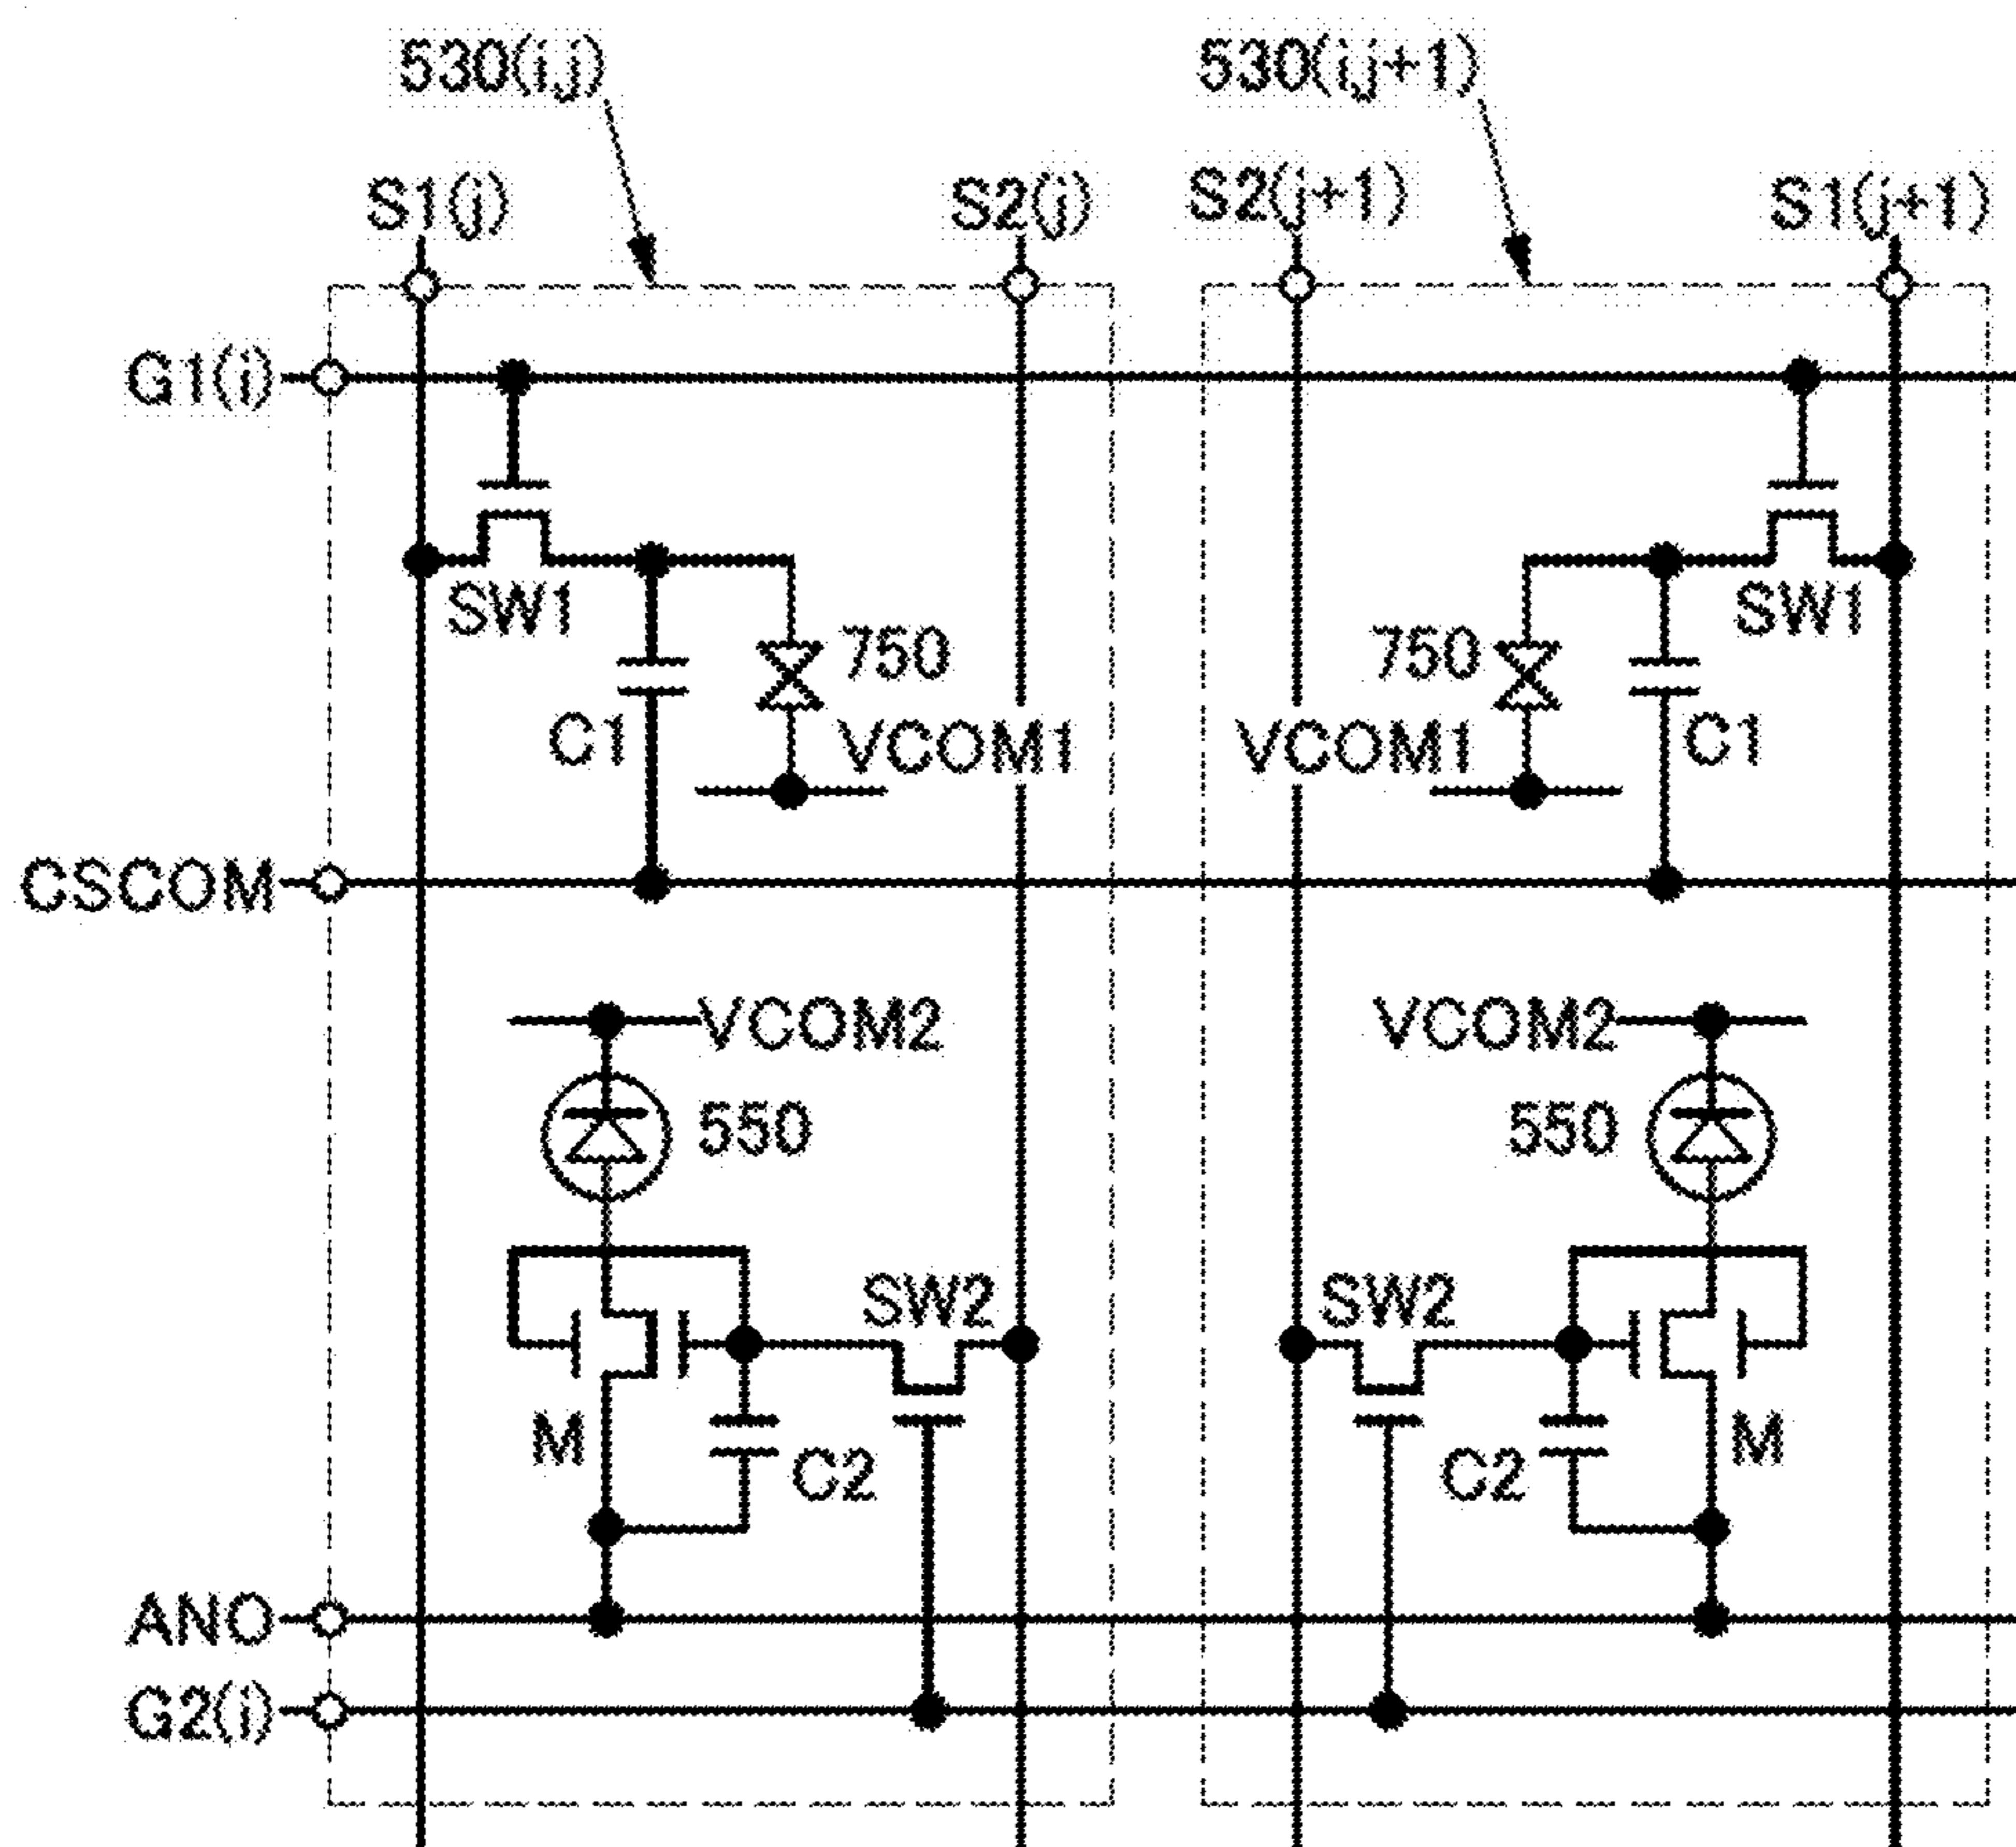 530(i,j)
530(i,j+1)
S1(j)
S2(j)
S2(j+1)
S1(j+1)
G1(i)
SW1
SW1
750
750
C1
VCOM1
VCOM1
C1
CSCOM
VCOM2
VCOM2
550
550
SW2
SW2
M
C2
C2
M
ANO
G2(i)